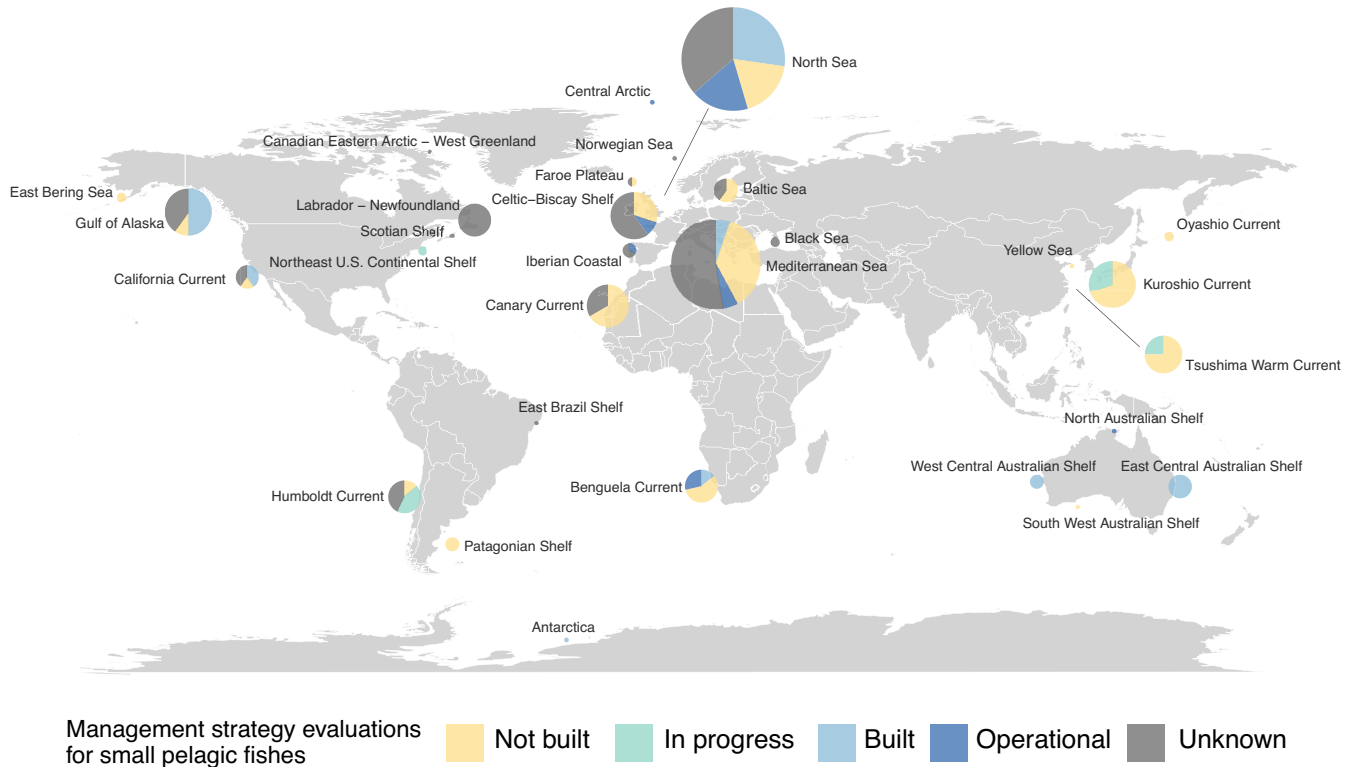 North Sea
Central Arctic
Canadian Eastern Arctic – West Greenland
Norwegian Sea
Faroe Plateau
East Bering Sea
Baltic Sea
Celtic–Biscay Shelf
Labrador – Newfoundland
Gulf of Alaska
Oyashio Current
Scotian Shelf
Black Sea
Yellow Sea
Northeast U.S. Continental Shelf
Iberian Coastal
Mediterranean Sea
California Current
Kuroshio Current
Canary Current
Tsushima Warm Current
East Brazil Shelf
North Australian Shelf
West Central Australian Shelf
East Central Australian Shelf
Benguela Current
Humboldt Current
South West Australian Shelf
Patagonian Shelf
Antarctica
Management strategy evaluations
for small pelagic fishes
Not built
In progress
Built
Operational
Unknown